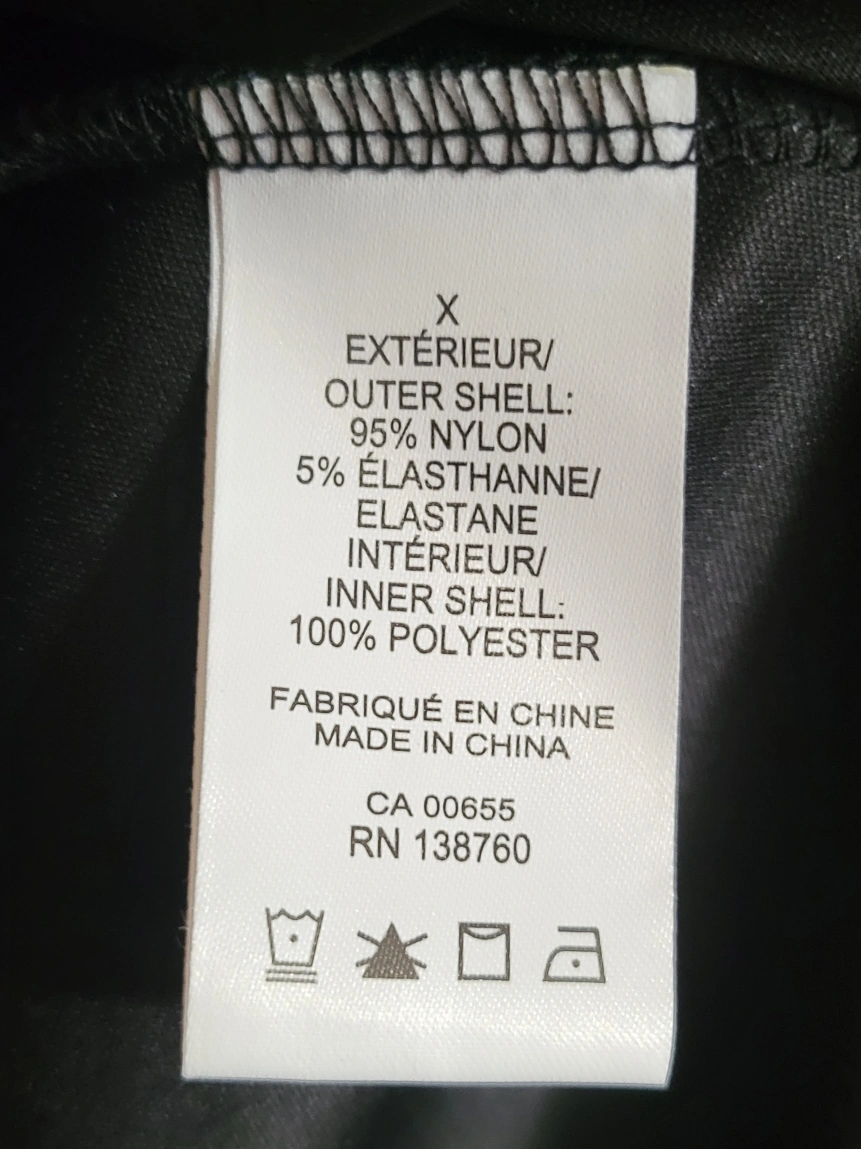 X
EXTÉRIEUR/
OUTER SHELL:
95% NYLON
5% ÉLASTHANNE/
ELASTANE
INTÉRIEUR/
INNER SHELL:
100% POLYESTER
FABRIQUÉ EN CHINE
MADE IN CHINA
CA 00655
RN 138760